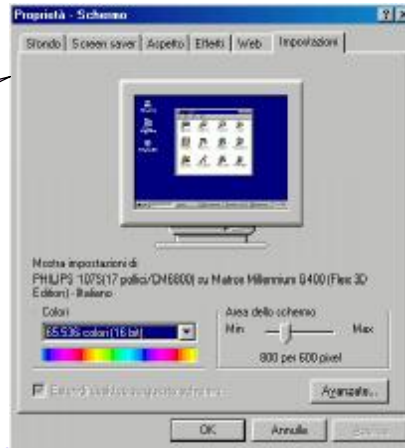 Proprietà - Schermo
Sfondo Screen saver Aspetto Effetti Web Impostazioni
Mostra impostazioni di
PHILIPS 107S(17 pollici/CM6800) su Matrox Millennium G400 (Flex 3D
Edition) - Italiano
Colori
65.536 colori (16 bit)
Area dello schermo
Min Max
800 per 600 pixel
Avanzate...
OK Annulla